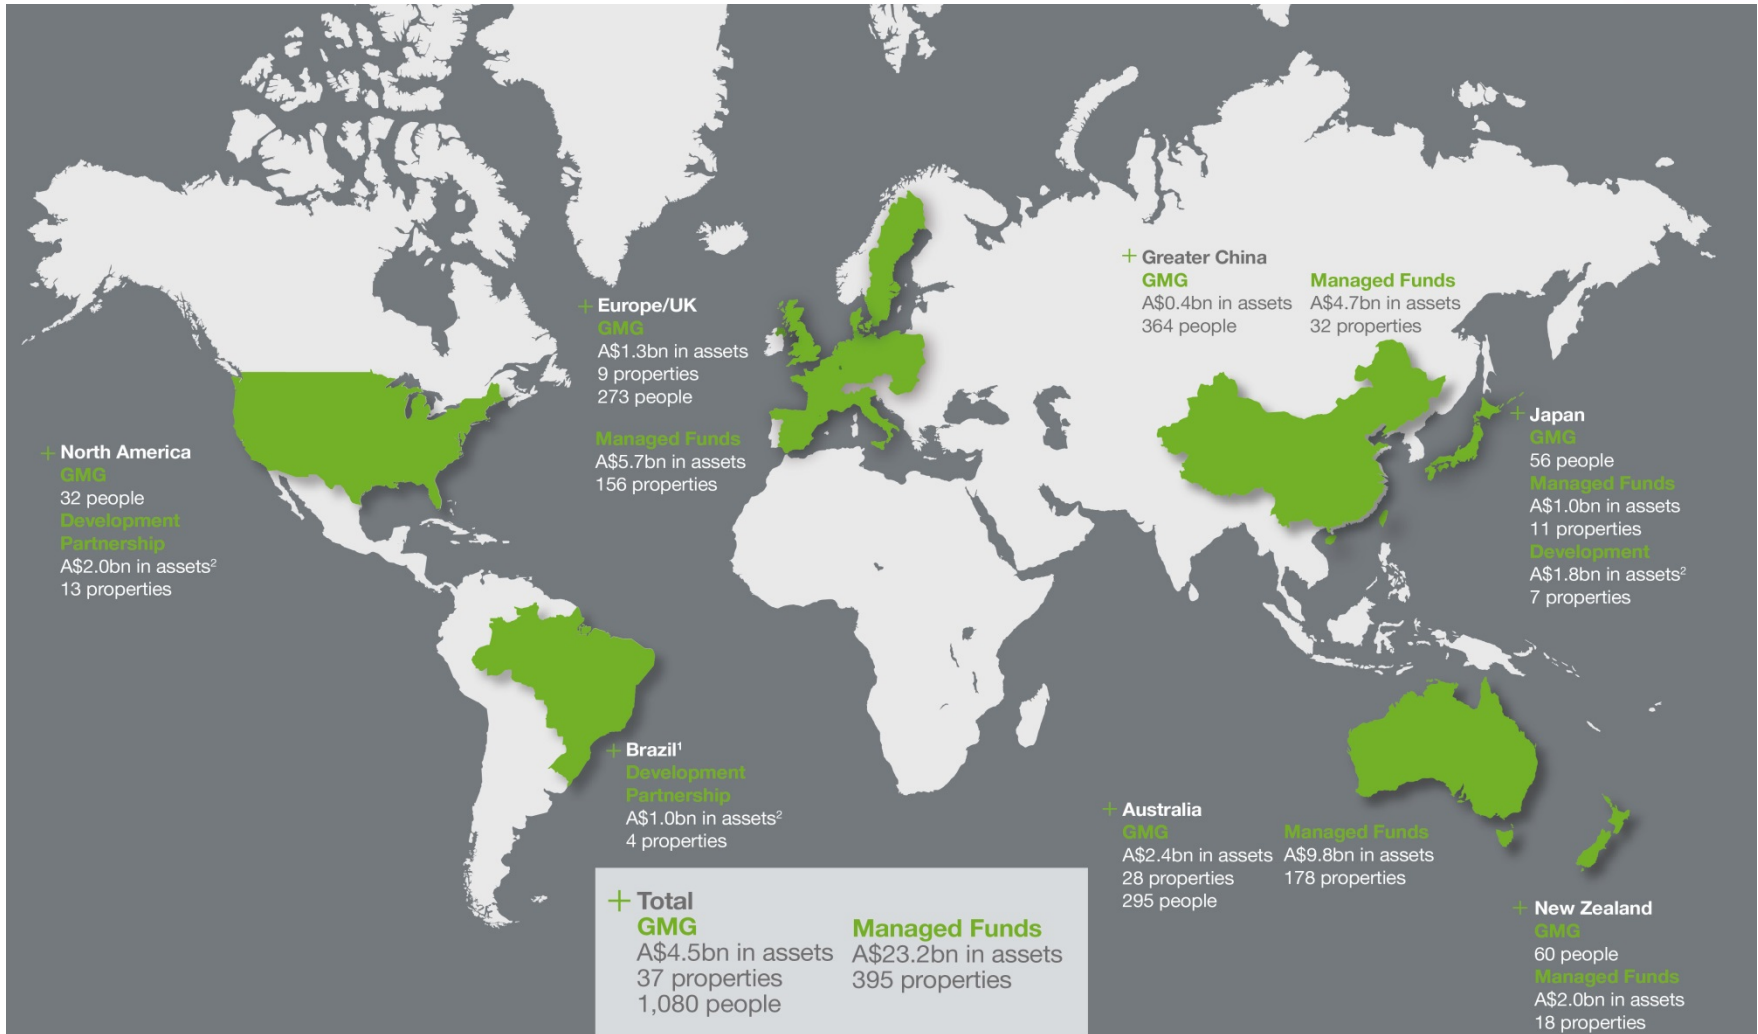 + Greater China
GMG
A$0.4bn in assets
364 people
Managed Funds
A$4.7bn in assets
32 properties
+ Europe/UK
GMG
A$1.3bn in assets
9 properties
273 people
Managed Funds
A$5.7bn in assets
156 properties
+ Japan
GMG
56 people
Managed Funds
A$1.0bn in assets
11 properties
Development
A$1.8bn in assets²
7 properties
+ North America
GMG
32 people
Development
Partnership
A$2.0bn in assets²
13 properties
+ Brazil¹
Development
Partnership
A$1.0bn in assets²
4 properties
+ Australia
GMG
A$2.4bn in assets
28 properties
295 people
Managed Funds
A$9.8bn in assets
178 properties
+ Total
GMG
A$4.5bn in assets
37 properties
1,080 people
Managed Funds
A$23.2bn in assets
395 properties
+ New Zealand
GMG
60 people
Managed Funds
A$2.0bn in assets
18 properties